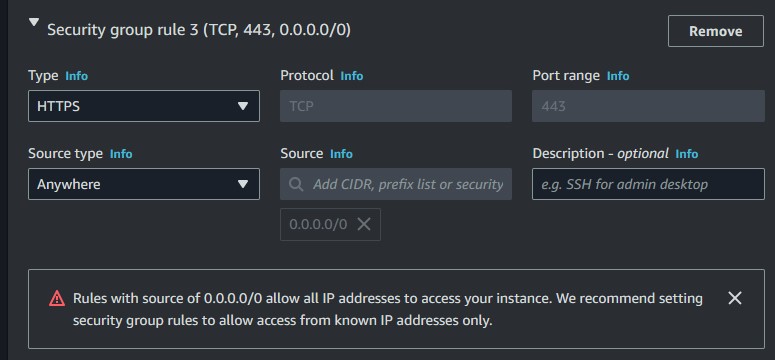 Security group rule 3 (TCP, 443, 0.0.0.0/0)
Remove
Type Info
Protocol Info
Port range Info
HTTPS
TCP
443
Source type Info
Source Info
Description - optional Info
Anywhere
Add CIDR, prefix list or security
e.g. SSH for admin desktop
0.0.0.0/0
Rules with source of 0.0.0.0/0 allow all IP addresses to access your instance. We recommend setting
security group rules to allow access from known IP addresses only.